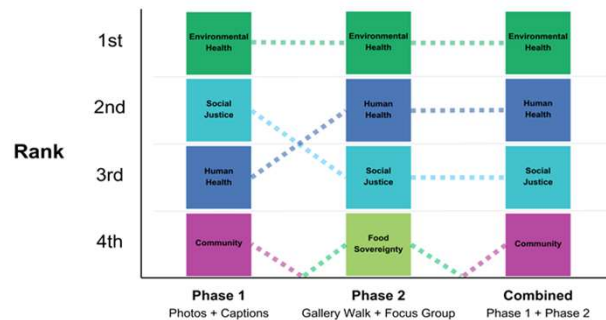 1st
Environmental
Health
Environmental
Health
Environmental
Health
2nd
Social
Justice
Human
Health
Human
Health
Rank
3rd
Human
Health
Social
Justice
Social
Justice
4th
Community
Food
Sovereignty
Community
Phase 1
Phase 2
Combined
Photos + Captions
Gallery Walk + Focus Group
Phase 1 + Phase 2